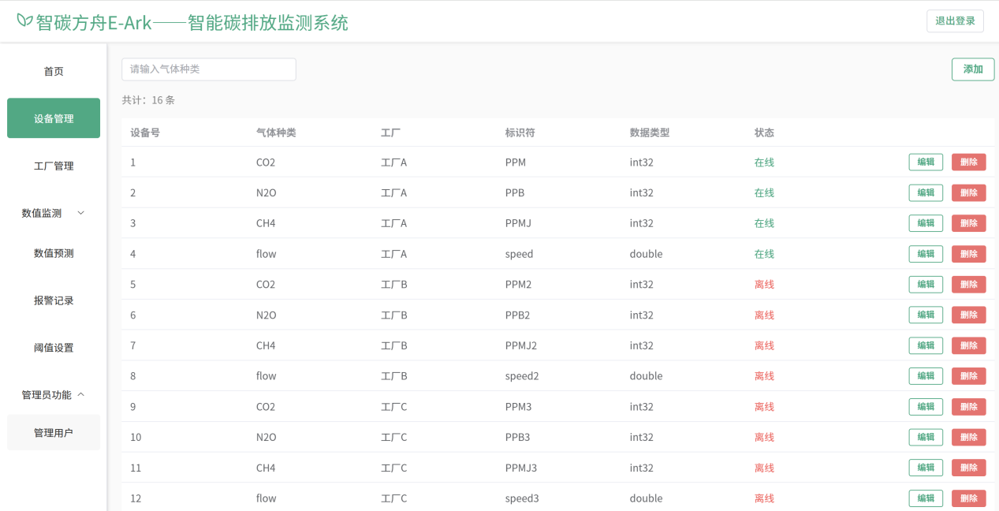 智碳方舟E-Ark——智能碳排放监测系统
退出登录
首页
设备管理
工厂管理
数值监测
数值预测
报警记录
阈值设置
管理员功能
管理用户
请输入气体种类
添加
共计：16 条
设备号 气体种类 工厂 标识符 数据类型 状态
1 CO2 工厂A PPM int32 在线 编辑 删除
2 N2O 工厂A PPB int32 在线 编辑 删除
3 CH4 工厂A PPMJ int32 在线 编辑 删除
4 flow 工厂A speed double 在线 编辑 删除
5 CO2 工厂B PPM2 int32 离线 编辑 删除
6 N2O 工厂B PPB2 int32 离线 编辑 删除
7 CH4 工厂B PPMJ2 int32 离线 编辑 删除
8 flow 工厂B speed2 double 离线 编辑 删除
9 CO2 工厂C PPM3 int32 离线 编辑 删除
10 N2O 工厂C PPB3 int32 离线 编辑 删除
11 CH4 工厂C PPMJ3 int32 离线 编辑 删除
12 flow 工厂C speed3 double 离线 编辑 删除